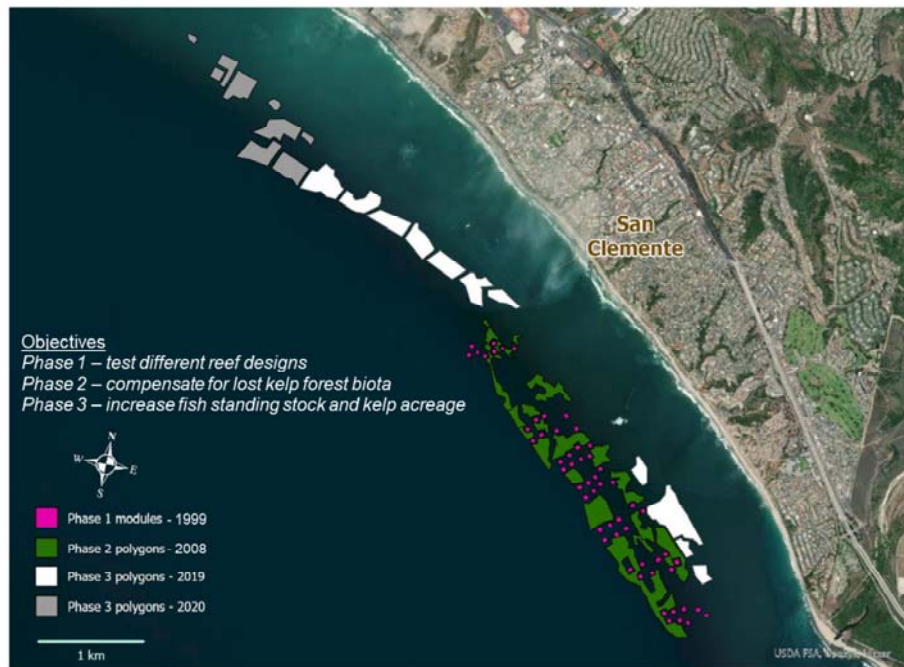 San
Clemente
Objectives
Phase 1 – test different reef designs
Phase 2 – compensate for lost kelp forest biota
Phase 3 – increase fish standing stock and kelp acreage
N
W
E
S
Phase 1 modules - 1999
Phase 2 polygons - 2008
Phase 3 polygons - 2019
Phase 3 polygons - 2020
1 km
USDA FSA,